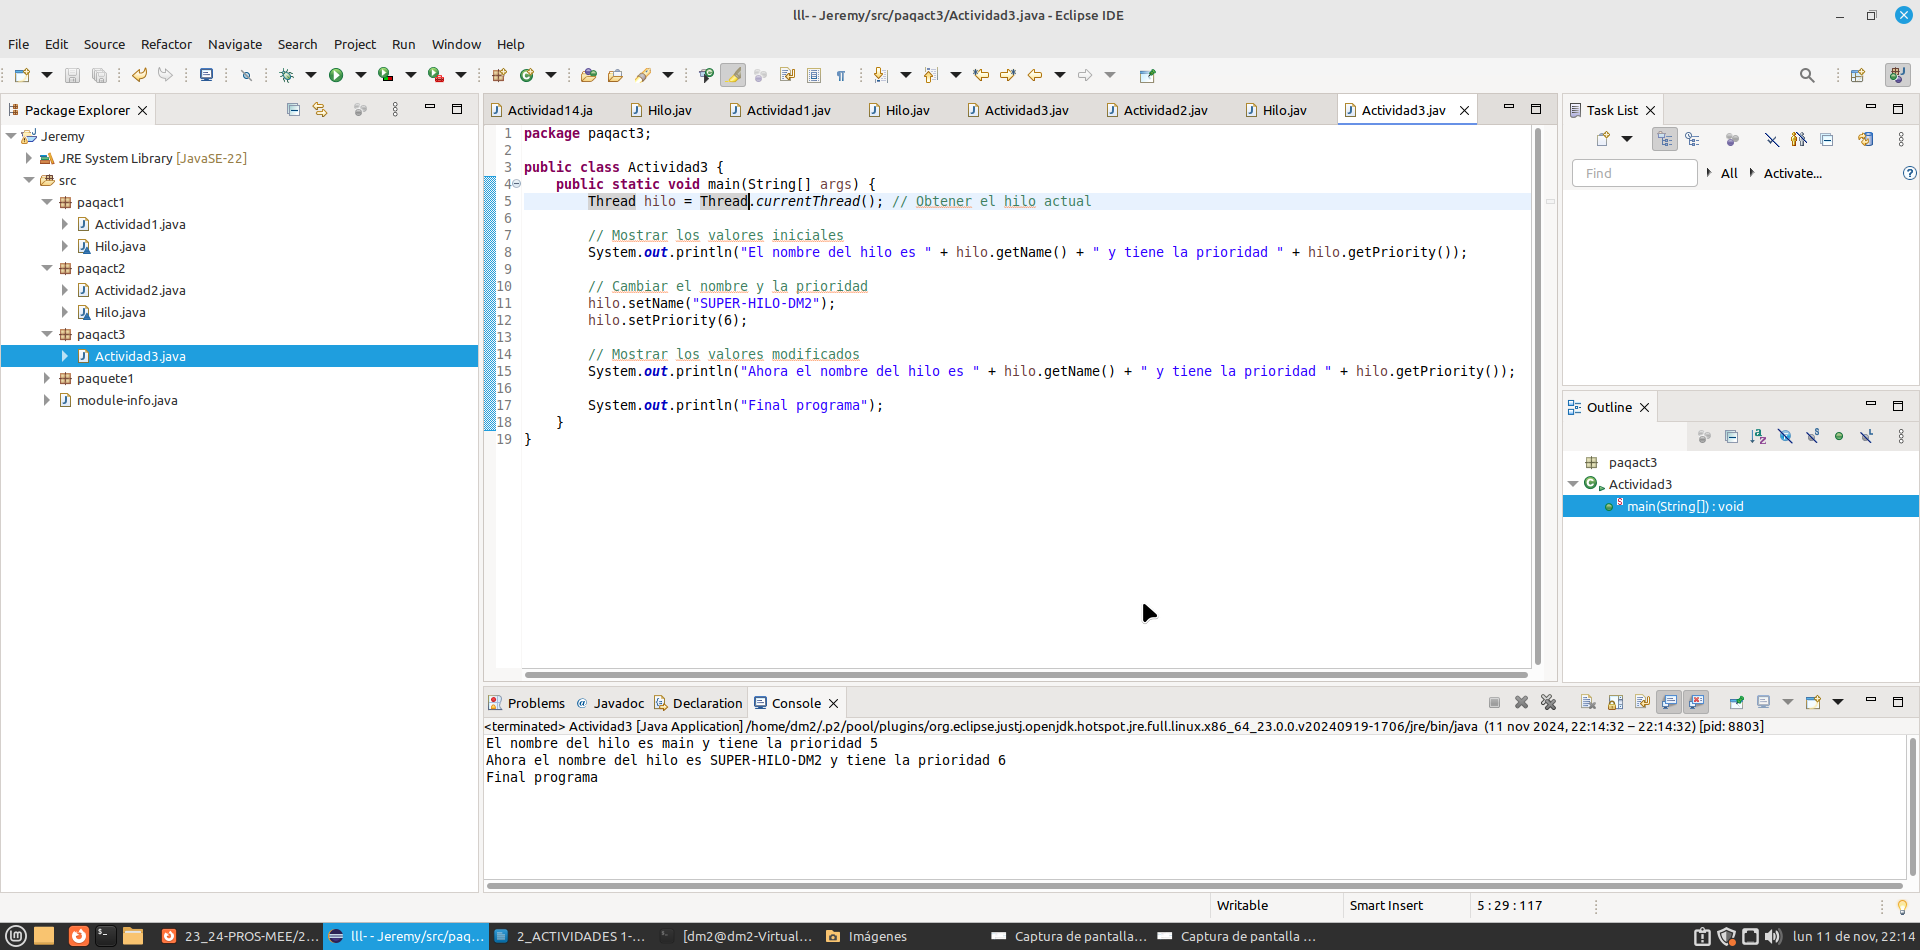 lll- - Jeremy/src/paqact3/Actividad3.java - Eclipse IDE
File Edit Source Refactor Navigate Search Project Run Window Help
Package Explorer
Jeremy
JRE System Library [JavaSE-22]
src
paqact1
Actividad1.java
Hilo.java
paqact2
Actividad2.java
Hilo.java
paqact3
Actividad3.java
paquete1
module-info.java
Actividad14.ja Hilo.jav Actividad1.jav Hilo.jav Actividad3.jav Actividad2.jav Hilo.jav Actividad3.jav
1 package paqact3;
2
3 public class Actividad3 {
4 public static void main(String[] args) {
5 Thread hilo = Thread.currentThread(); // Obtener el hilo actual
6
7 // Mostrar los valores iniciales
8 System.out.println("El nombre del hilo es " + hilo.getName() + " y tiene la prioridad " + hilo.getPriority());
9
10 // Cambiar el nombre y la prioridad
11 hilo.setName("SUPER-HILO-DM2");
12 hilo.setPriority(6);
13
14 // Mostrar los valores modificados
15 System.out.println("Ahora el nombre del hilo es " + hilo.getName() + " y tiene la prioridad " + hilo.getPriority());
16
17 System.out.println("Final programa");
18 }
19 }
Task List
Find All Activate...
Outline
paqact3
Actividad3
main(String[]) : void
Problems Javadoc Declaration Console
<terminated> Actividad3 [Java Application] /home/dm2/.p2/pool/plugins/org.eclipse.justj.openjdk.hotspot.jre.full.linux.x86_64_23.0.0.v20240919-1706/jre/bin/java (11 nov 2024, 22:14:32 – 22:14:32) [pid: 8803]
El nombre del hilo es main y tiene la prioridad 5
Ahora el nombre del hilo es SUPER-HILO-DM2 y tiene la prioridad 6
Final programa
Writable Smart Insert 5 : 29 : 117
23_24-PROS-MEE/2... lll- - Jeremy/src/paq... 2_ACTIVIDADES 1-... [dm2@dm2-Virtual... Imágenes Captura de pantalla... Captura de pantalla ... lun 11 de nov, 22:14